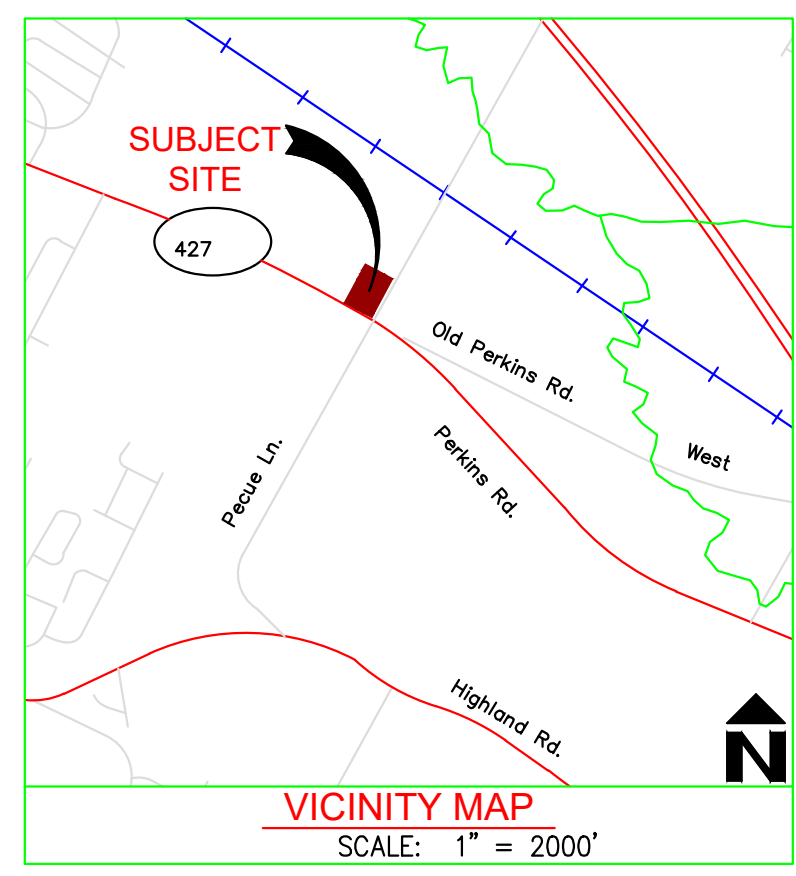 SUBJECT
SITE
427
Old Perkins Rd.
West
Perkins Rd.
Pecue Ln.
Highland Rd.
N
VICINITY MAP
SCALE: 1" = 2000'